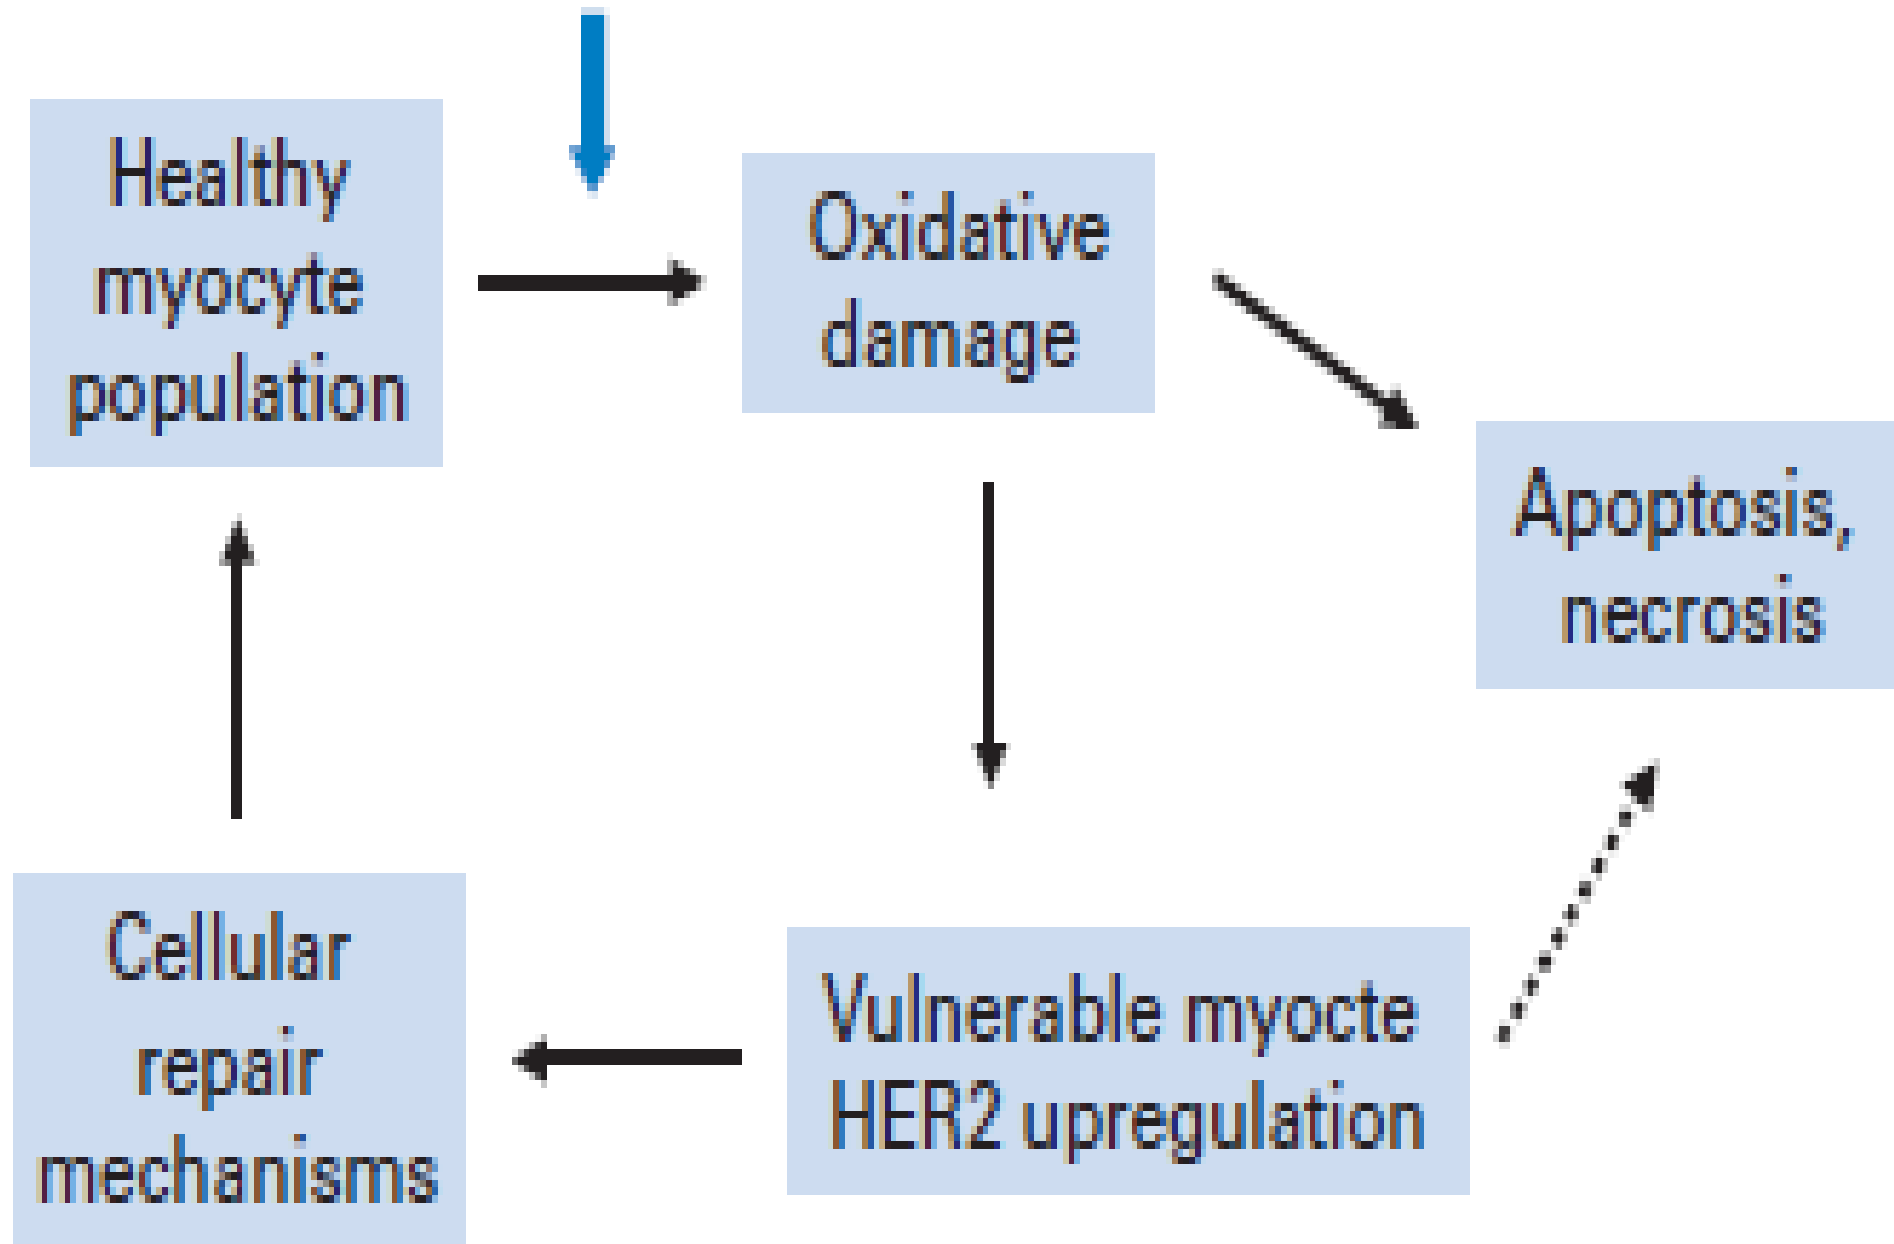 Healthy
myocyte
population
Oxidative
damage
Apoptosis,
necrosis
Cellular
repair
mechanisms
Vulnerable myocte
HER2 upregulation